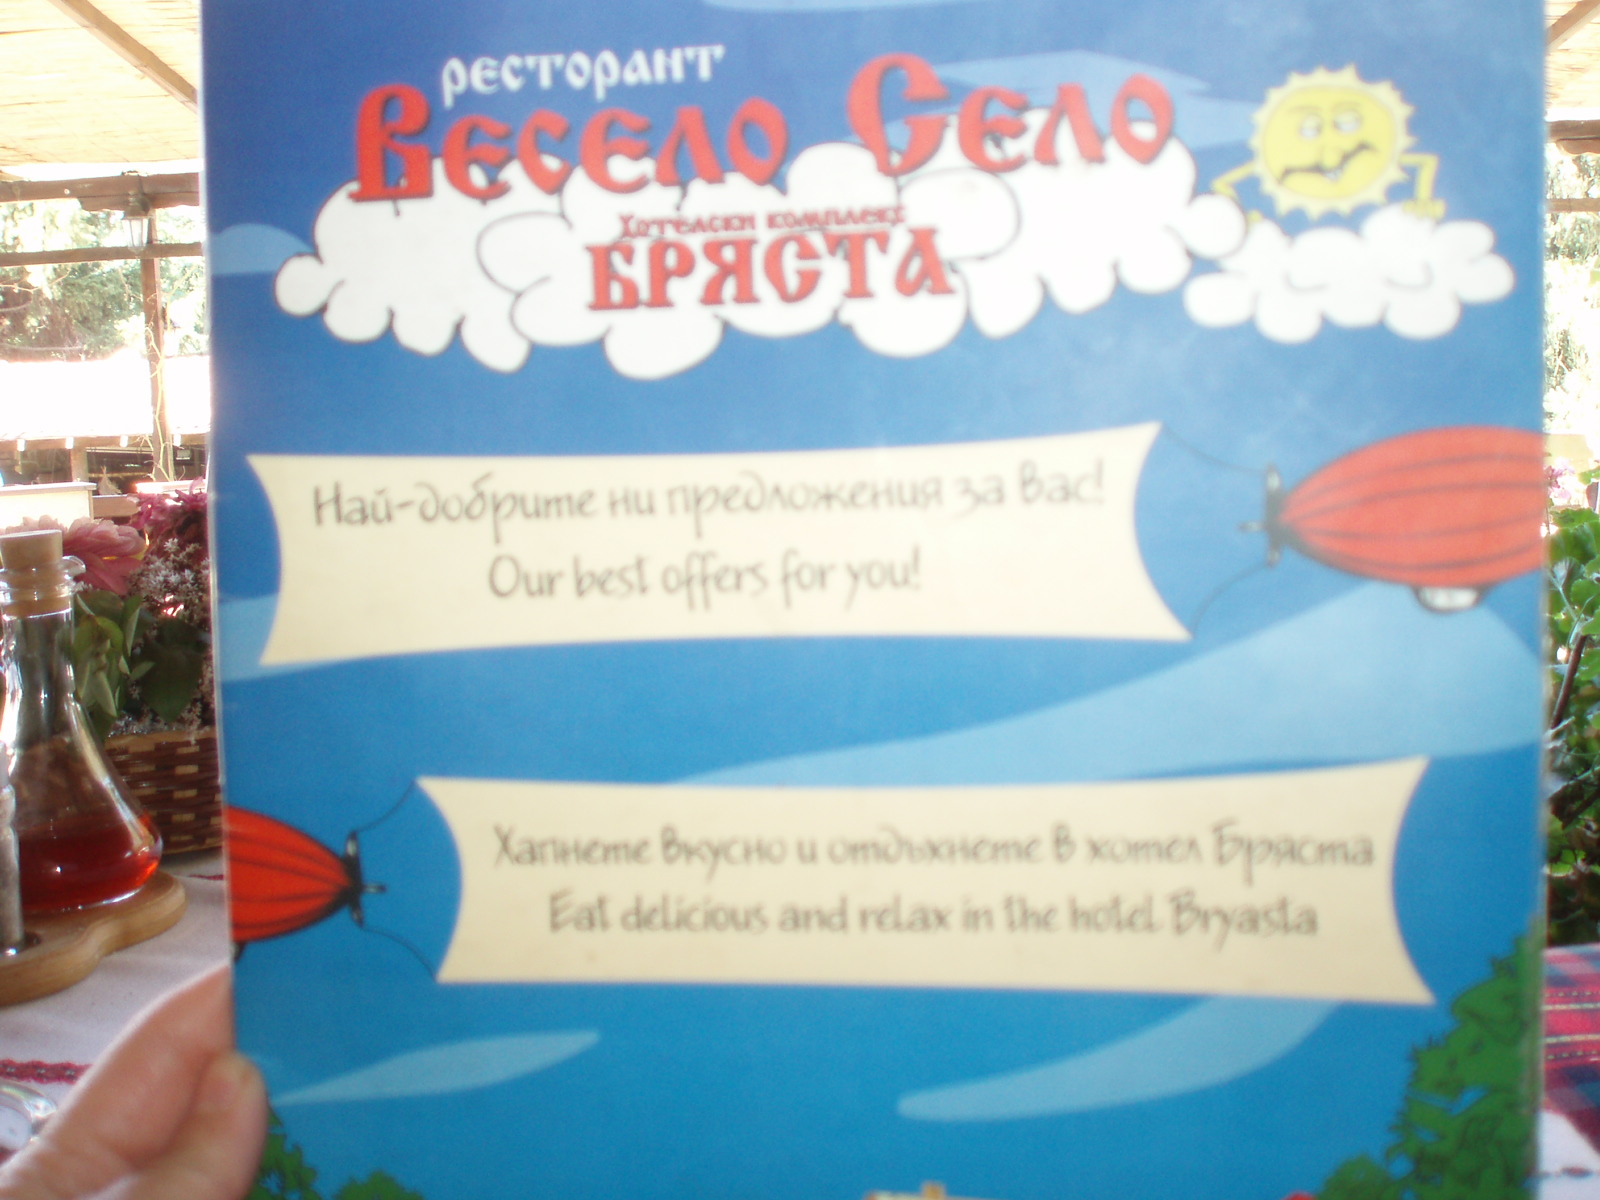 ресторант
Весело Село
Хотелски комплекс
БРЯСТА
Най-добрите ни предложения за вас!
Our best offers for you!
Хапнете вкусно и отдъхнете в хотел Бряста
Eat delicious and relax in the hotel Bryasta